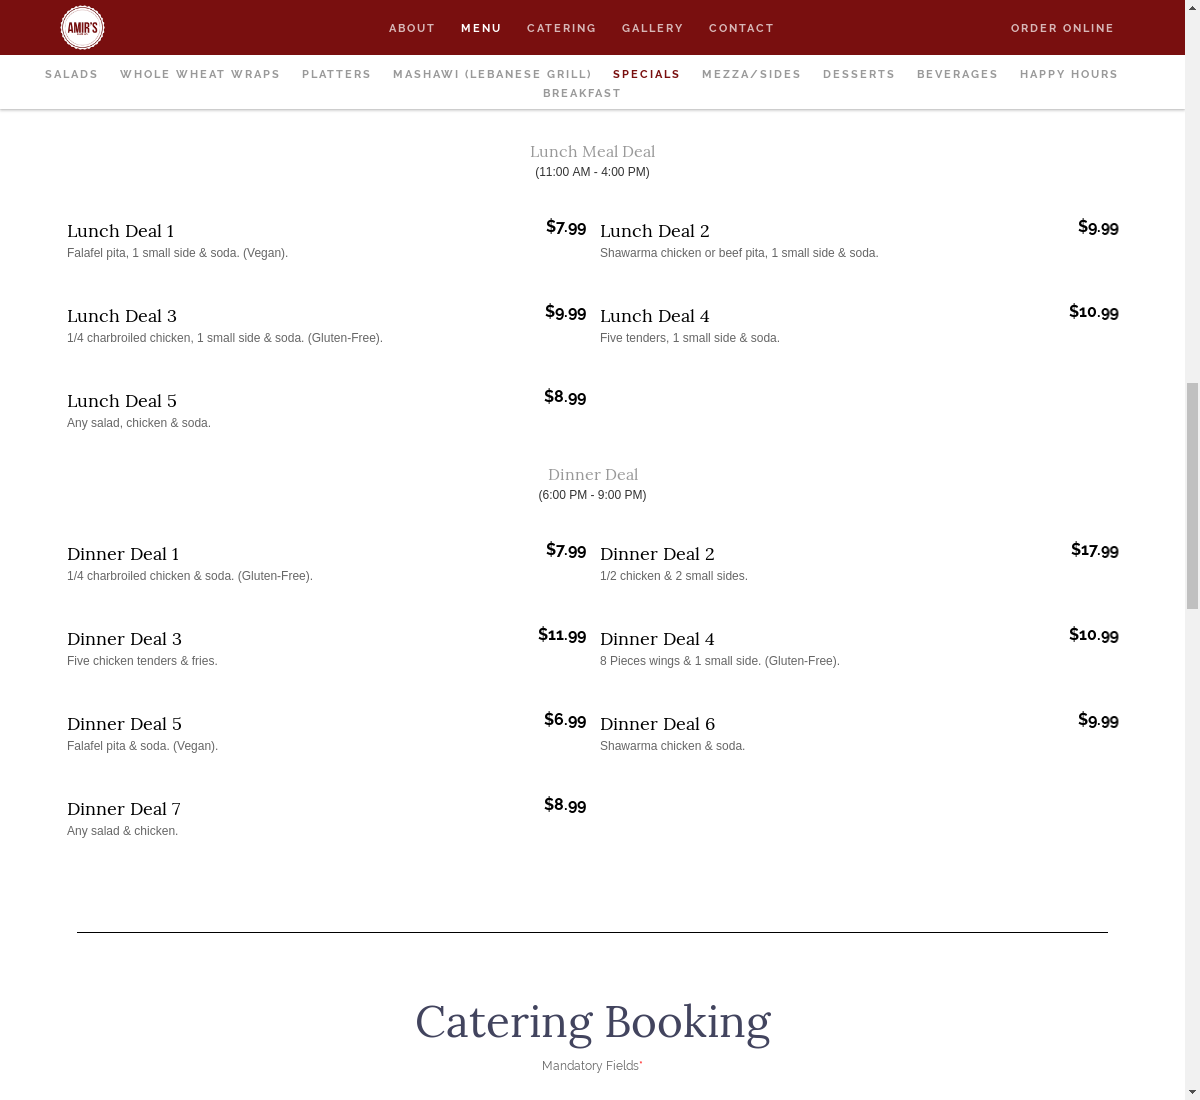 AMIR'S
ABOUT MENU CATERING GALLERY CONTACT ORDER ONLINE
SALADS WHOLE WHEAT WRAPS PLATTERS MASHAWI (LEBANESE GRILL) SPECIALS MEZZA/SIDES DESSERTS BEVERAGES HAPPY HOURS
BREAKFAST
Lunch Meal Deal
(11:00 AM - 4:00 PM)
Lunch Deal 1 $7.99
Falafel pita, 1 small side & soda. (Vegan).
Lunch Deal 2 $9.99
Shawarma chicken or beef pita, 1 small side & soda.
Lunch Deal 3 $9.99
1/4 charbroiled chicken, 1 small side & soda. (Gluten-Free).
Lunch Deal 4 $10.99
Five tenders, 1 small side & soda.
Lunch Deal 5 $8.99
Any salad, chicken & soda.
Dinner Deal
(6:00 PM - 9:00 PM)
Dinner Deal 1 $7.99
1/4 charbroiled chicken & soda. (Gluten-Free).
Dinner Deal 2 $17.99
1/2 chicken & 2 small sides.
Dinner Deal 3 $11.99
Five chicken tenders & fries.
Dinner Deal 4 $10.99
8 Pieces wings & 1 small side. (Gluten-Free).
Dinner Deal 5 $6.99
Falafel pita & soda. (Vegan).
Dinner Deal 6 $9.99
Shawarma chicken & soda.
Dinner Deal 7 $8.99
Any salad & chicken.
Catering Booking
Mandatory Fields*